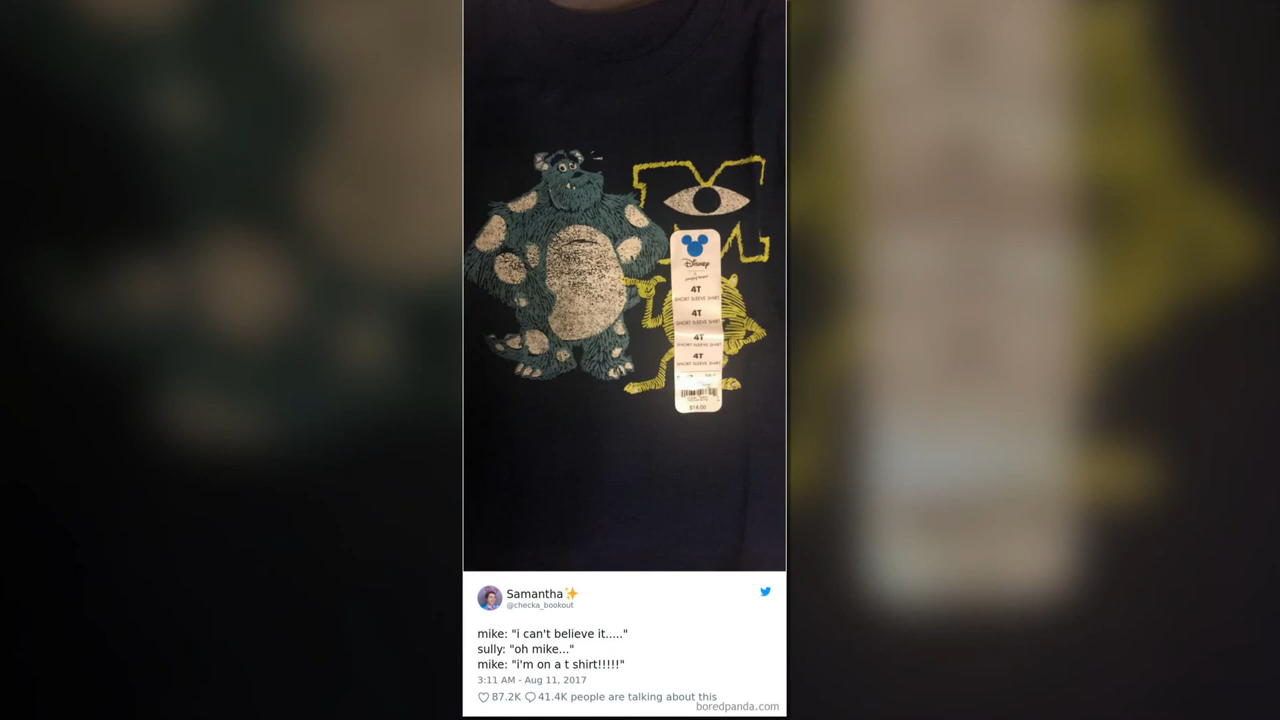 Disney
4T
SHORT SLEEVE SHIRT
4T
SHORT SLEEVE SHIRT
4T
SHORT SLEEVE SHIRT
4T
SHORT SLEEVE SHIRT
$14.00
Samantha✨
@checka_bookout
mike: "i can't believe it....."
sully: "oh mike..."
mike: "i'm on a t shirt!!!!!"
3:11 AM - Aug 11, 2017
87.2K 41.4K people are talking about this
boredpanda.com